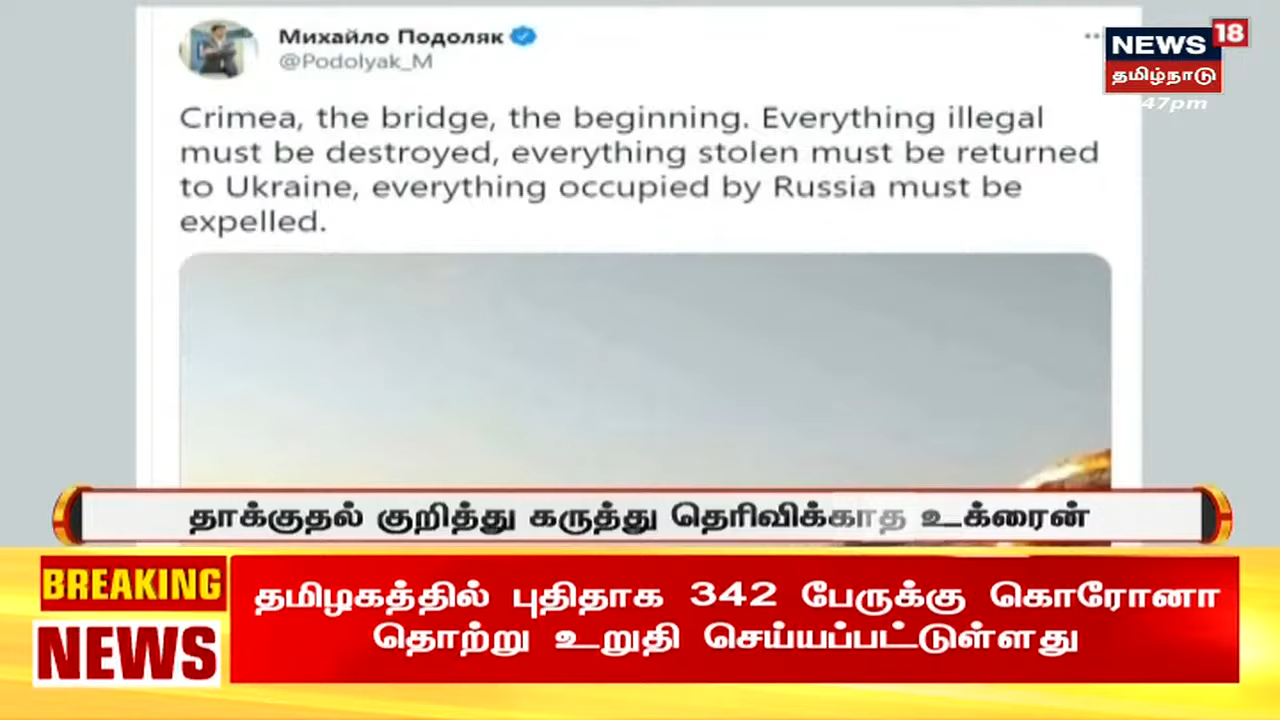 Михайло Подоляк
@Podolyak_M
NEWS 18
தமிழ்நாடு
:47pm
Crimea, the bridge, the beginning. Everything illegal
must be destroyed, everything stolen must be returned
to Ukraine, everything occupied by Russia must be
expelled.
தாக்குதல் குறித்து கருத்து தெரிவிக்காத உக்ரைன்
BREAKING
NEWS
தமிழகத்தில் புதிதாக 342 பேருக்கு கொரோனா
தொற்று உறுதி செய்யப்பட்டுள்ளது